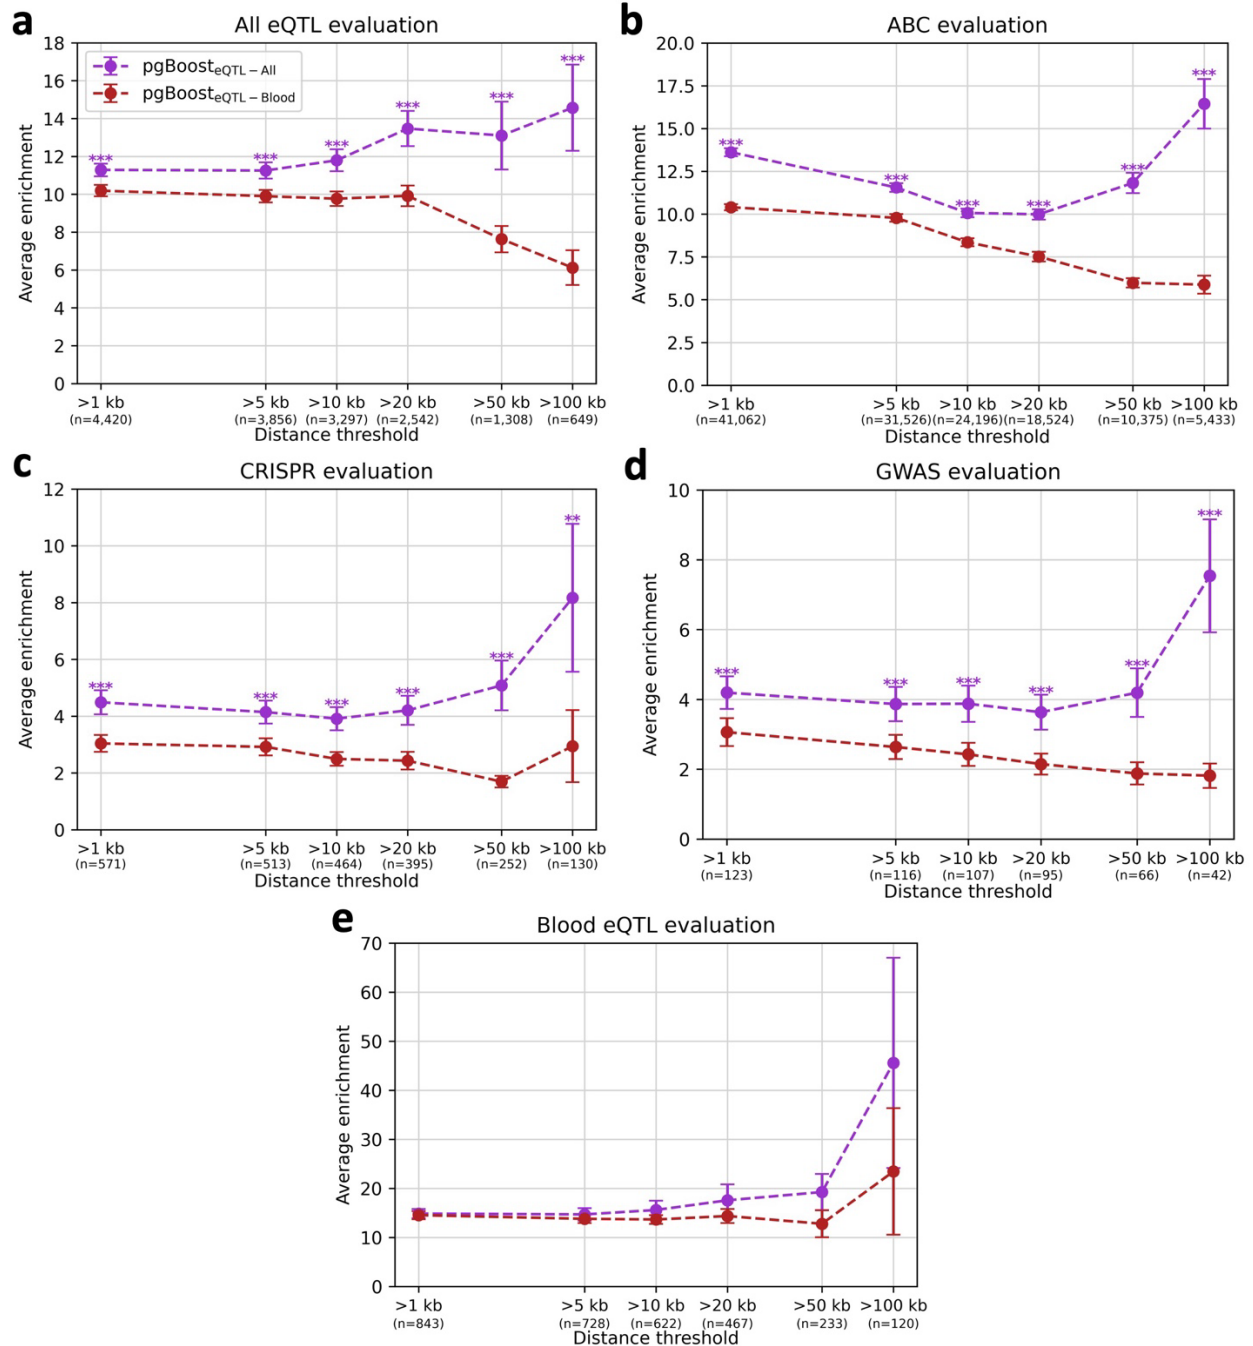 a
All eQTL evaluation
18
16
14
12
10
8
6
4
2
0
Average enrichment
pgBoost eQTL−All
pgBoost eQTL−Blood
***
***
***
***
***
***
>1 kb >5 kb >10 kb >20 kb >50 kb >100 kb
(n=4,420) (n=3,856) (n=3,297) (n=2,542) (n=1,308) (n=649)
Distance threshold
b
ABC evaluation
20.0
17.5
15.0
12.5
10.0
7.5
5.0
2.5
0.0
Average enrichment
***
***
***
***
***
***
>1 kb >5 kb >10 kb >20 kb >50 kb >100 kb
(n=41,062) (n=31,526) (n=24,196) (n=18,524) (n=10,375) (n=5,433)
Distance threshold
c
CRISPR evaluation
12
10
8
6
4
2
0
Average enrichment
***
***
***
***
***
**
>1 kb >5 kb >10 kb >20 kb >50 kb >100 kb
(n=571) (n=513) (n=464) (n=395) (n=252) (n=130)
Distance threshold
d
GWAS evaluation
10
8
6
4
2
0
Average enrichment
***
***
***
***
***
***
>1 kb >5 kb >10 kb >20 kb >50 kb >100 kb
(n=123) (n=116) (n=107) (n=95) (n=66) (n=42)
Distance threshold
e
Blood eQTL evaluation
70
60
50
40
30
20
10
0
Average enrichment
>1 kb >5 kb >10 kb >20 kb >50 kb >100 kb
(n=843) (n=728) (n=622) (n=467) (n=233) (n=120)
Distance threshold